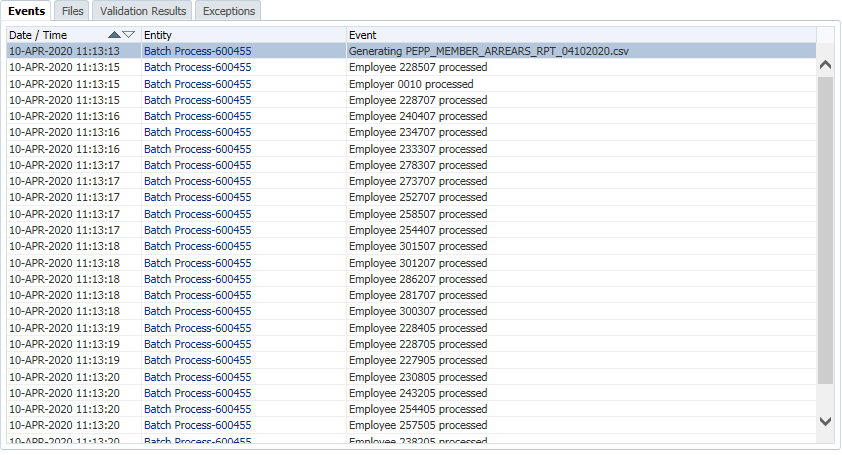 Events Files Validation Results Exceptions
Date / Time Entity Event
10-APR-2020 11:13:13 Batch Process-600455 Generating PEPP_MEMBER_ARREARS_RPT_04102020.csv
10-APR-2020 11:13:15 Batch Process-600455 Employee 228507 processed
10-APR-2020 11:13:15 Batch Process-600455 Employer 0010 processed
10-APR-2020 11:13:15 Batch Process-600455 Employee 228707 processed
10-APR-2020 11:13:16 Batch Process-600455 Employee 240407 processed
10-APR-2020 11:13:16 Batch Process-600455 Employee 234707 processed
10-APR-2020 11:13:16 Batch Process-600455 Employee 233307 processed
10-APR-2020 11:13:17 Batch Process-600455 Employee 278307 processed
10-APR-2020 11:13:17 Batch Process-600455 Employee 273707 processed
10-APR-2020 11:13:17 Batch Process-600455 Employee 252707 processed
10-APR-2020 11:13:17 Batch Process-600455 Employee 258507 processed
10-APR-2020 11:13:17 Batch Process-600455 Employee 254407 processed
10-APR-2020 11:13:18 Batch Process-600455 Employee 301507 processed
10-APR-2020 11:13:18 Batch Process-600455 Employee 301207 processed
10-APR-2020 11:13:18 Batch Process-600455 Employee 286207 processed
10-APR-2020 11:13:18 Batch Process-600455 Employee 281707 processed
10-APR-2020 11:13:18 Batch Process-600455 Employee 300307 processed
10-APR-2020 11:13:19 Batch Process-600455 Employee 228405 processed
10-APR-2020 11:13:19 Batch Process-600455 Employee 228705 processed
10-APR-2020 11:13:19 Batch Process-600455 Employee 227905 processed
10-APR-2020 11:13:20 Batch Process-600455 Employee 230805 processed
10-APR-2020 11:13:20 Batch Process-600455 Employee 243205 processed
10-APR-2020 11:13:20 Batch Process-600455 Employee 254405 processed
10-APR-2020 11:13:20 Batch Process-600455 Employee 257505 processed
10-APR-2020 11:13:20 Batch Process-600455 Employee 238205 processed